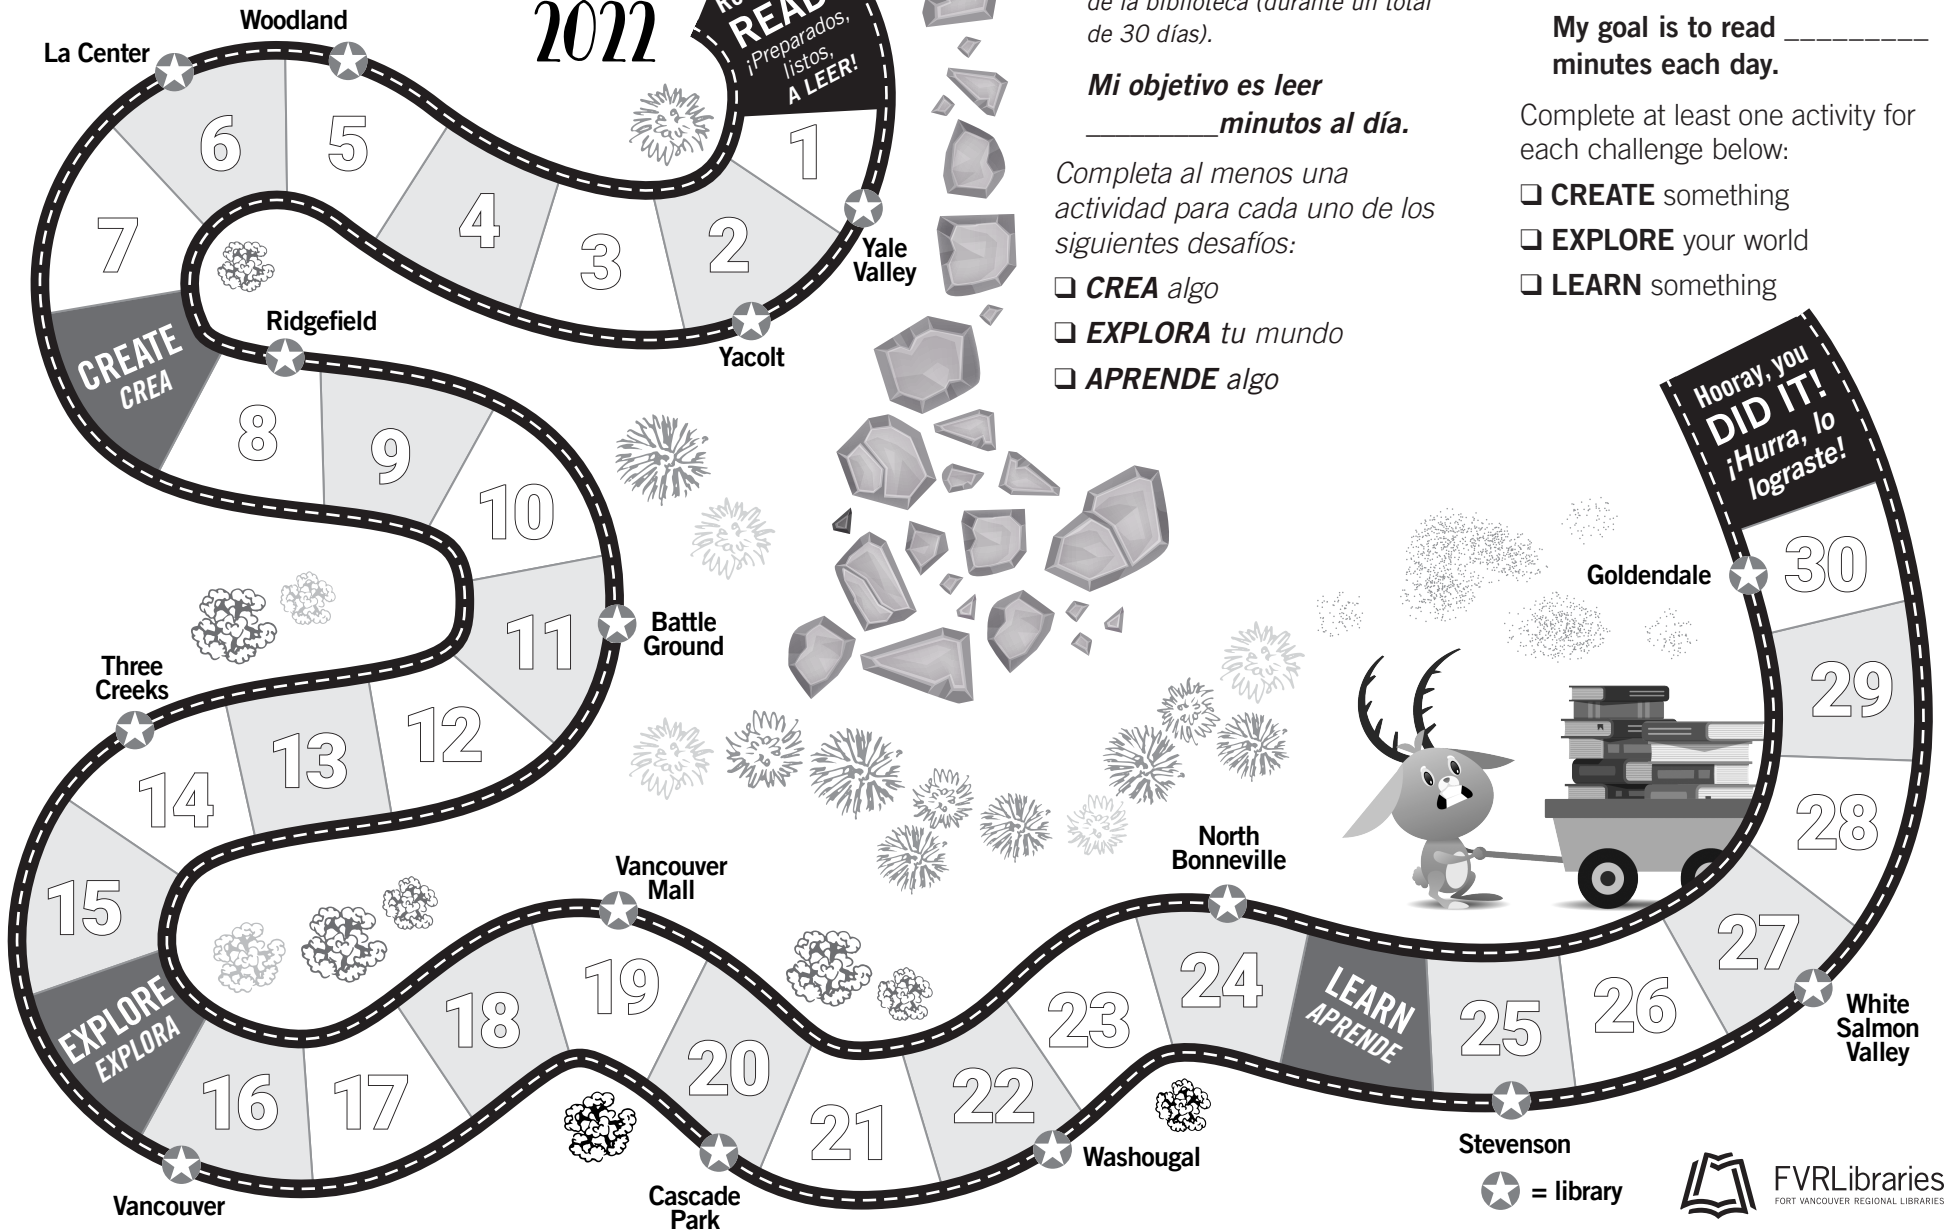 2022
READ
¡Preparados,
listos,
A LEER!
de la biblioteca (durante un total
de 30 días).
Mi objetivo es leer
_________minutos al día.
Completa al menos una
actividad para cada uno de los
siguientes desafíos:
❑ CREA algo
❑ EXPLORA tu mundo
❑ APRENDE algo
My goal is to read _________
minutes each day.
Complete at least one activity for
each challenge below:
❑ CREATE something
❑ EXPLORE your world
❑ LEARN something
1
Yale
Valley
2
Yacolt
3
4
5
Woodland
6
La Center
7
CREATE
CREA
Ridgefield
8
9
10
11
Battle
Ground
12
13
Three
Creeks
14
15
EXPLORE
EXPLORA
Vancouver
16
17
18
19
Vancouver
Mall
20
Cascade
Park
21
22
Washougal
23
24
North
Bonneville
LEARN
APRENDE
25
Stevenson
26
27
White
Salmon
Valley
28
29
30
Goldendale
Hooray, you
DID IT!
¡Hurra, lo
lograste!
= library
FVRLibraries
FORT VANCOUVER REGIONAL LIBRARIES